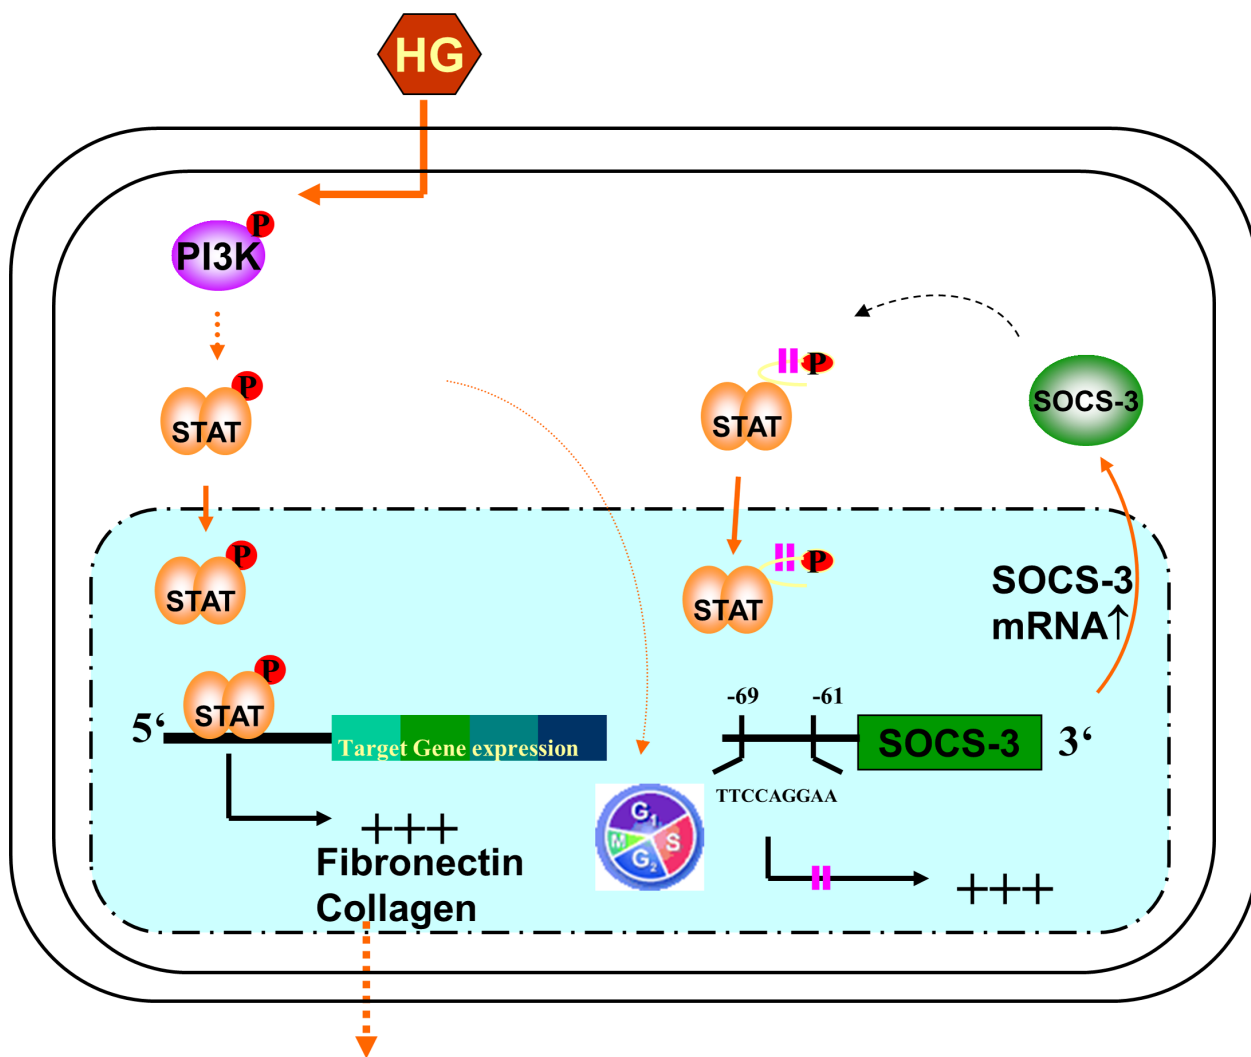 HG
P
PI3K
P
STAT
P
STAT
SOCS-3
P
STAT
P
STAT
SOCS-3
mRNA↑
P
STAT
5‘
Target Gene expression
-69
-61
SOCS-3
3‘
TTCCAGGAA
G1
S
G2
M
+++
Fibronectin
Collagen
+++